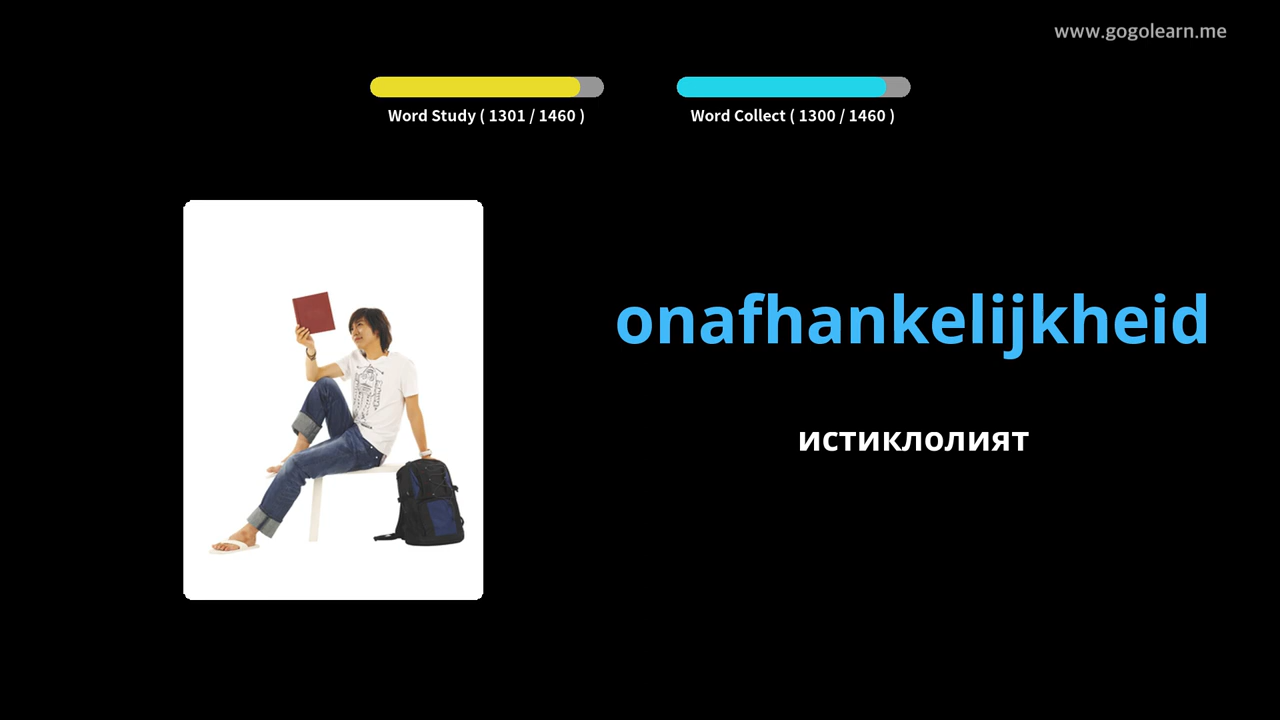 www.gogolearn.me
Word Study ( 1301 / 1460 )
Word Collect ( 1300 / 1460 )
onafhankelijkheid
истиклолият